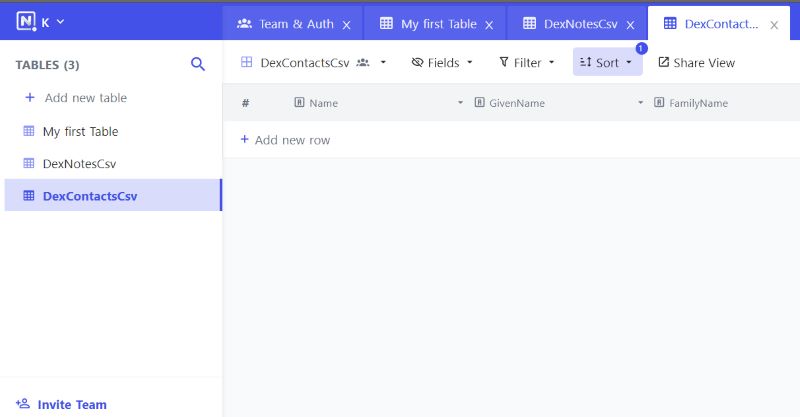 N K Team & Auth X My first Table X DexNotesCsv X DexContact... X
TABLES (3)
DexContactsCsv Fields Filter Sort 1 Share View
+ Add new table
# Name GivenName FamilyName
My first Table
+ Add new row
DexNotesCsv
DexContactsCsv
Invite Team